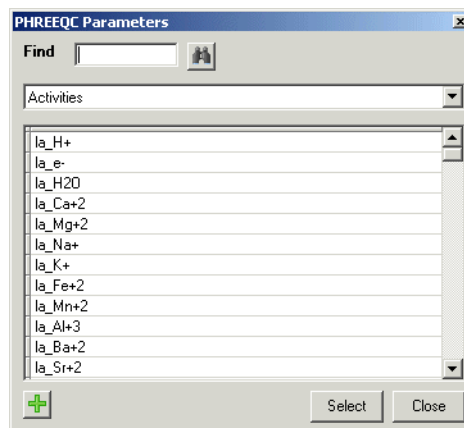 PHREEQC Parameters
Find
Activities
la_H+
la_e-
la_H2O
la_Ca+2
la_Mg+2
la_Na+
la_K+
la_Fe+2
la_Mn+2
la_Al+3
la_Ba+2
la_Sr+2
Select Close